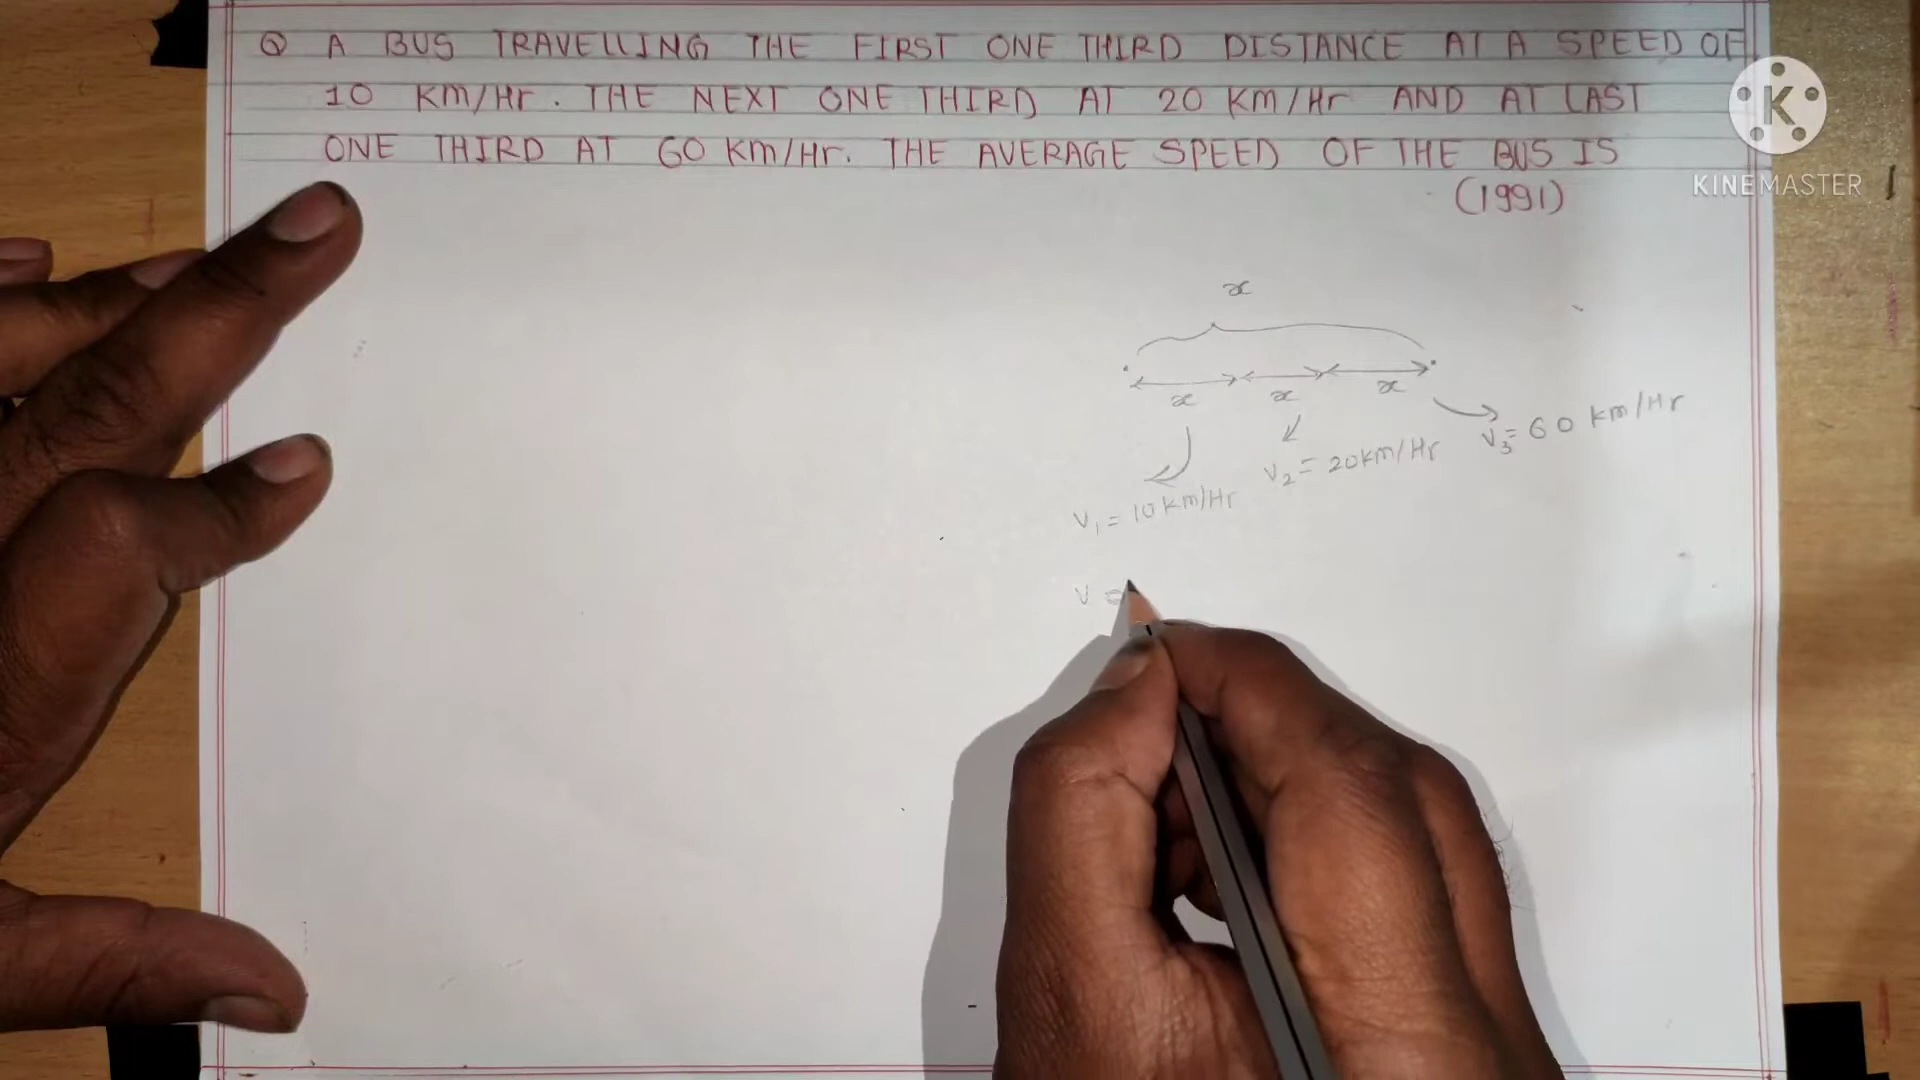 Q A BUS TRAVELLING THE FIRST ONE THIRD DISTANCE AT A SPEED OF
10 KM/Hr. THE NEXT ONE THIRD AT 20 KM/Hr AND AT LAST
ONE THIRD AT 60 KM/Hr. THE AVERAGE SPEED OF THE BUS IS
(1991)
K
KINEMASTER
x
x x x
V₁ = 10 KM/Hr
V₂ = 20KM/Hr
V₃ = 60 KM/Hr
V =